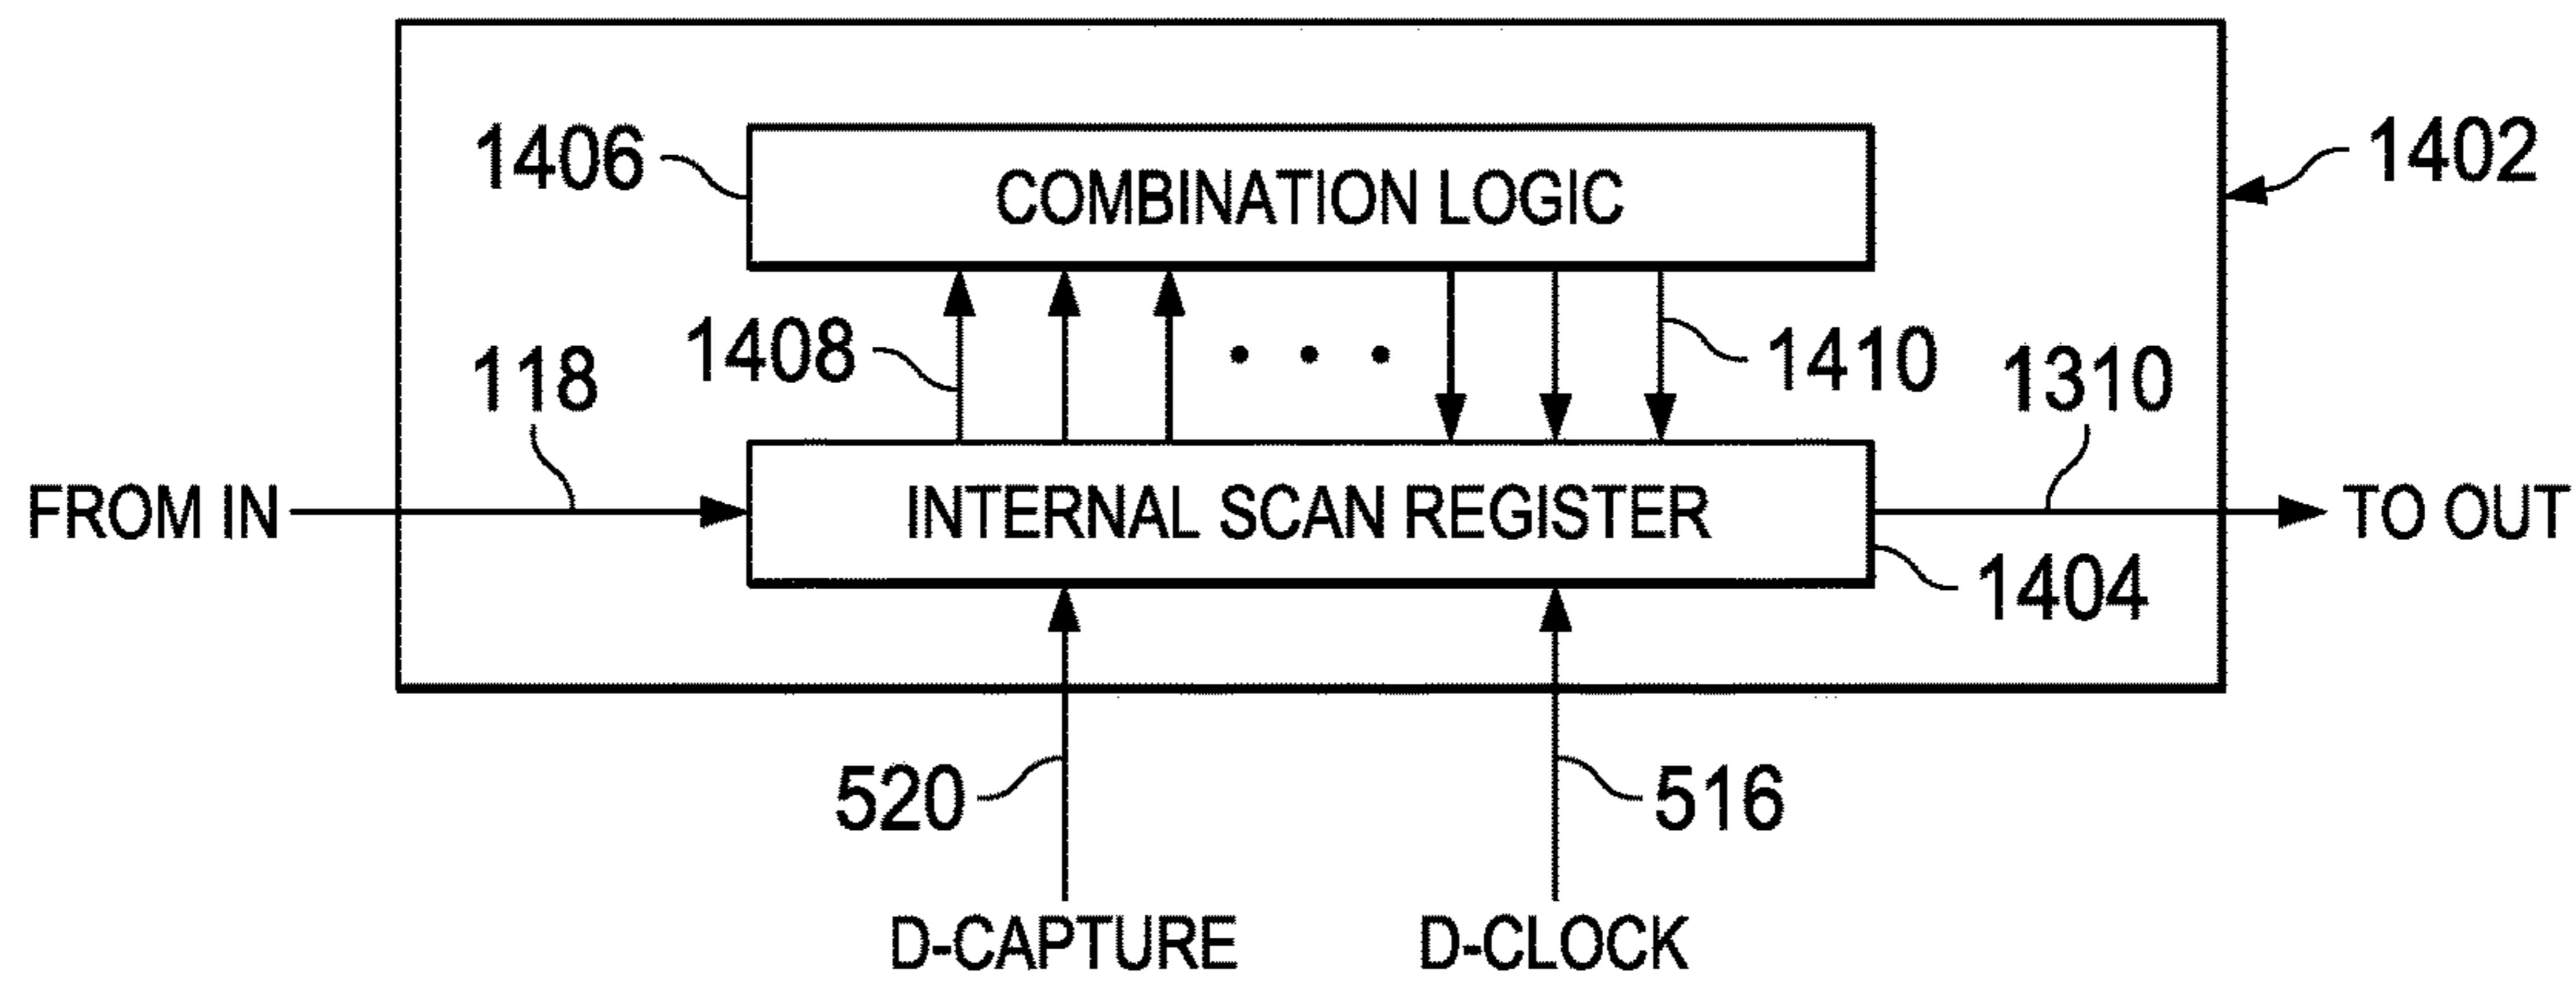 1406
COMBINATION LOGIC
1402
1408
1410
118
1310
FROM IN
INTERNAL SCAN REGISTER
TO OUT
1404
520
516
D-CAPTURE
D-CLOCK